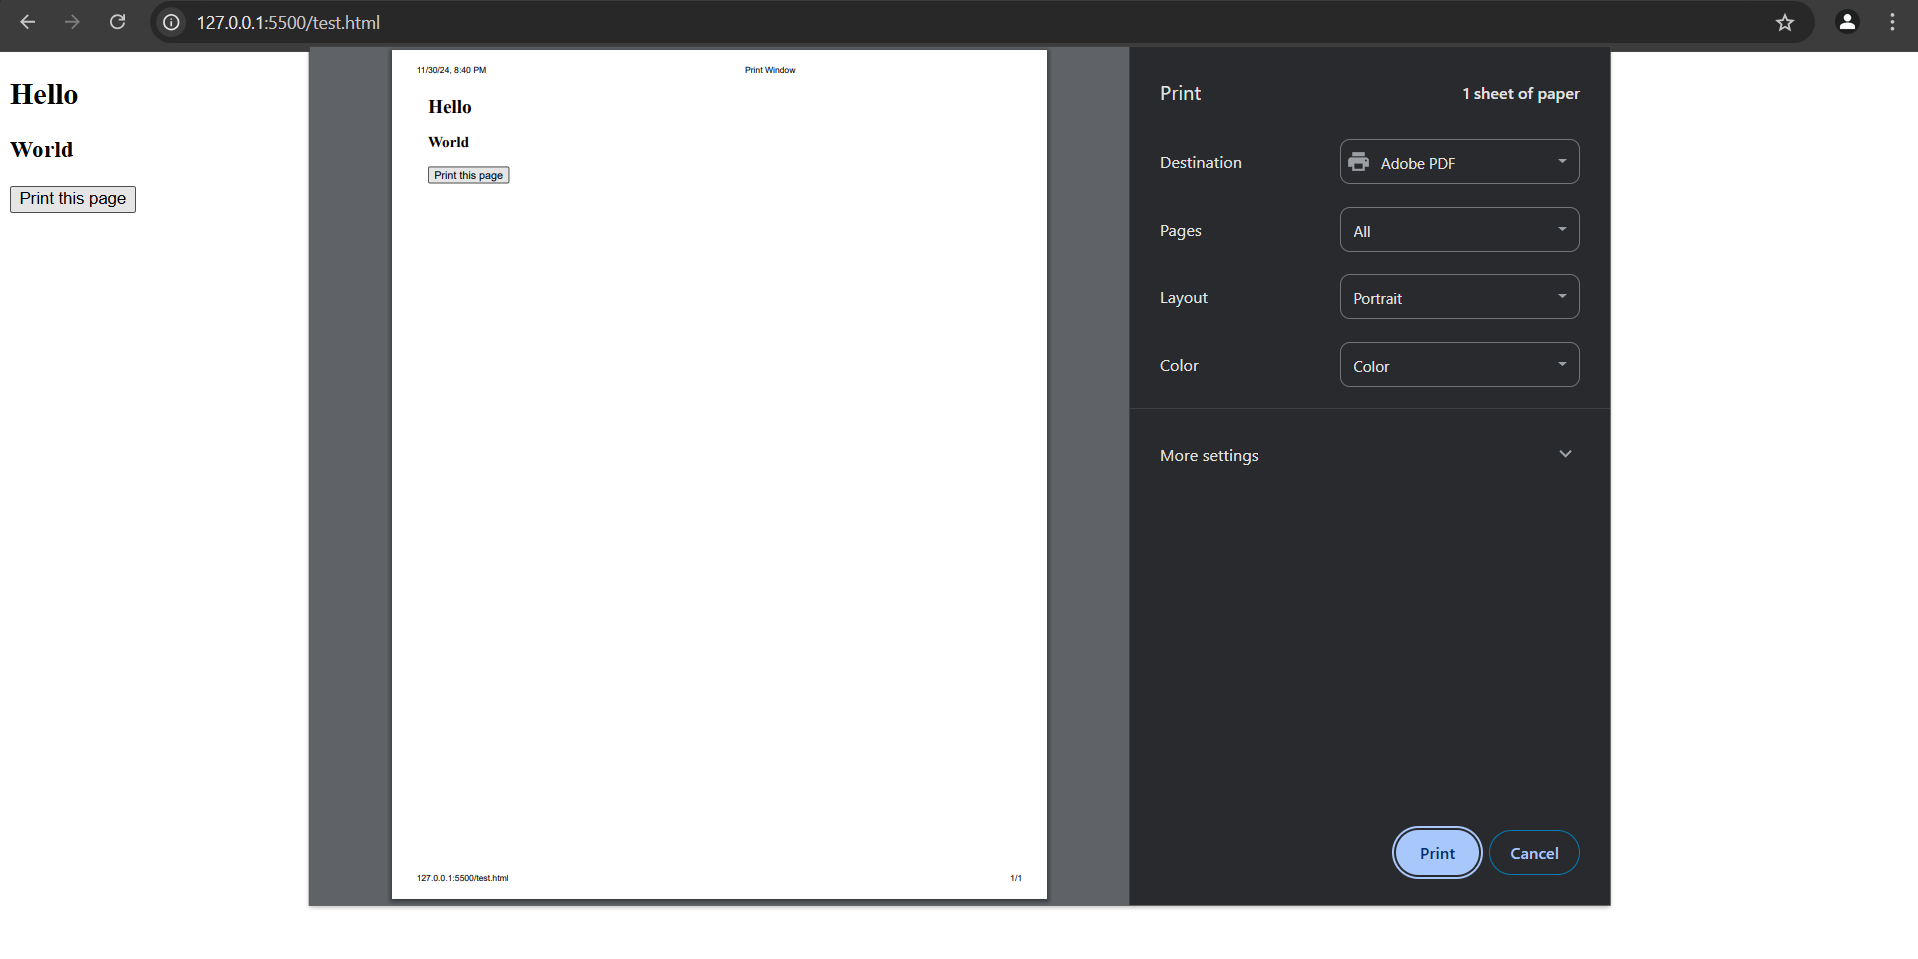 127.0.0.1:5500/test.html
Hello
World
Print this page
11/30/24, 8:40 PM Print Window
Hello
World
Print this page
127.0.0.1:5500/test.html 1/1
Print 1 sheet of paper
Destination Adobe PDF
Pages All
Layout Portrait
Color Color
More settings
Print Cancel